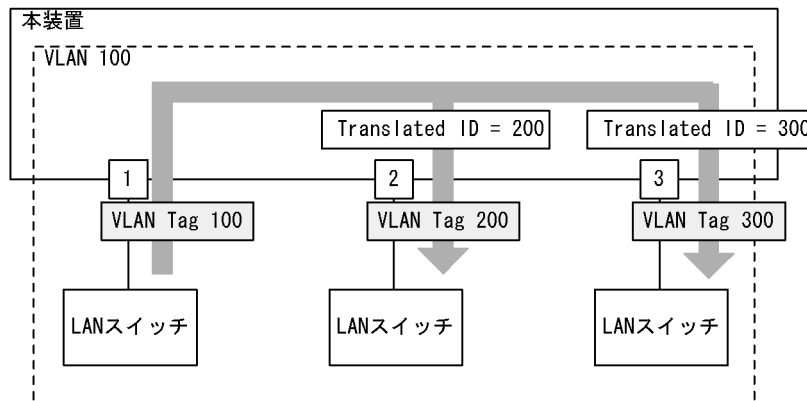 本装置
VLAN 100
Translated ID = 200
Translated ID = 300
1
2
3
VLAN Tag 100
VLAN Tag 200
VLAN Tag 300
LANスイッチ
LANスイッチ
LANスイッチ